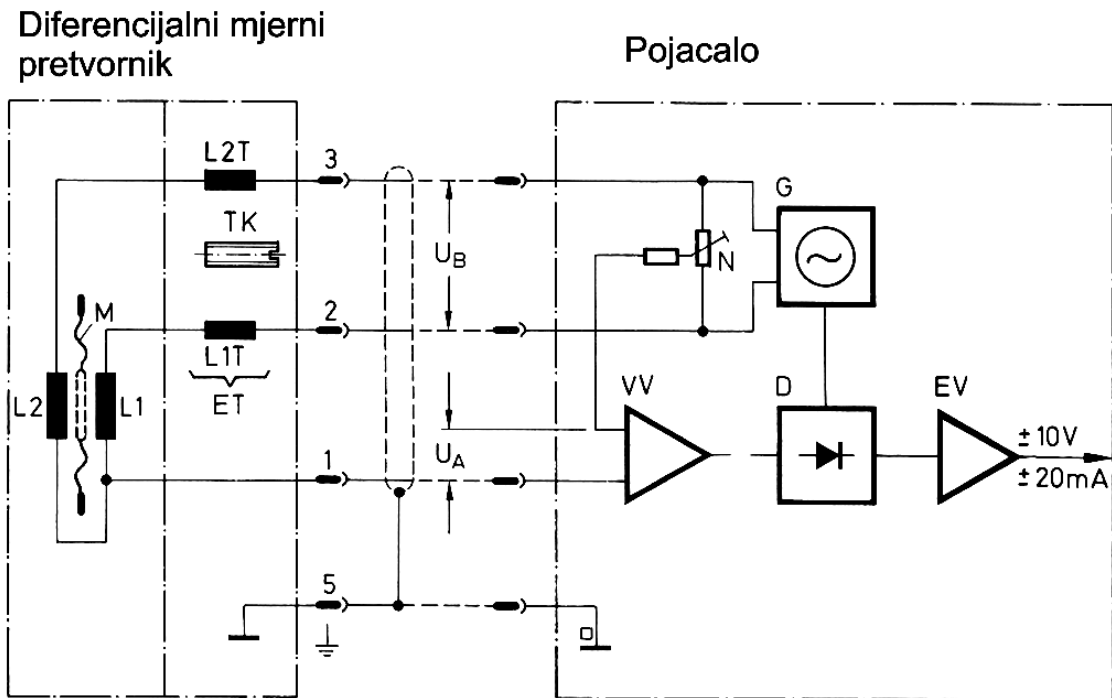 Diferencijalni mjerni
pretvornik
Pojacalo
L2T
3
G
TK
U_B
N
M
2
L1T
ET
L2
L1
VV
D
EV
1
U_A
±10V
±20mA
5